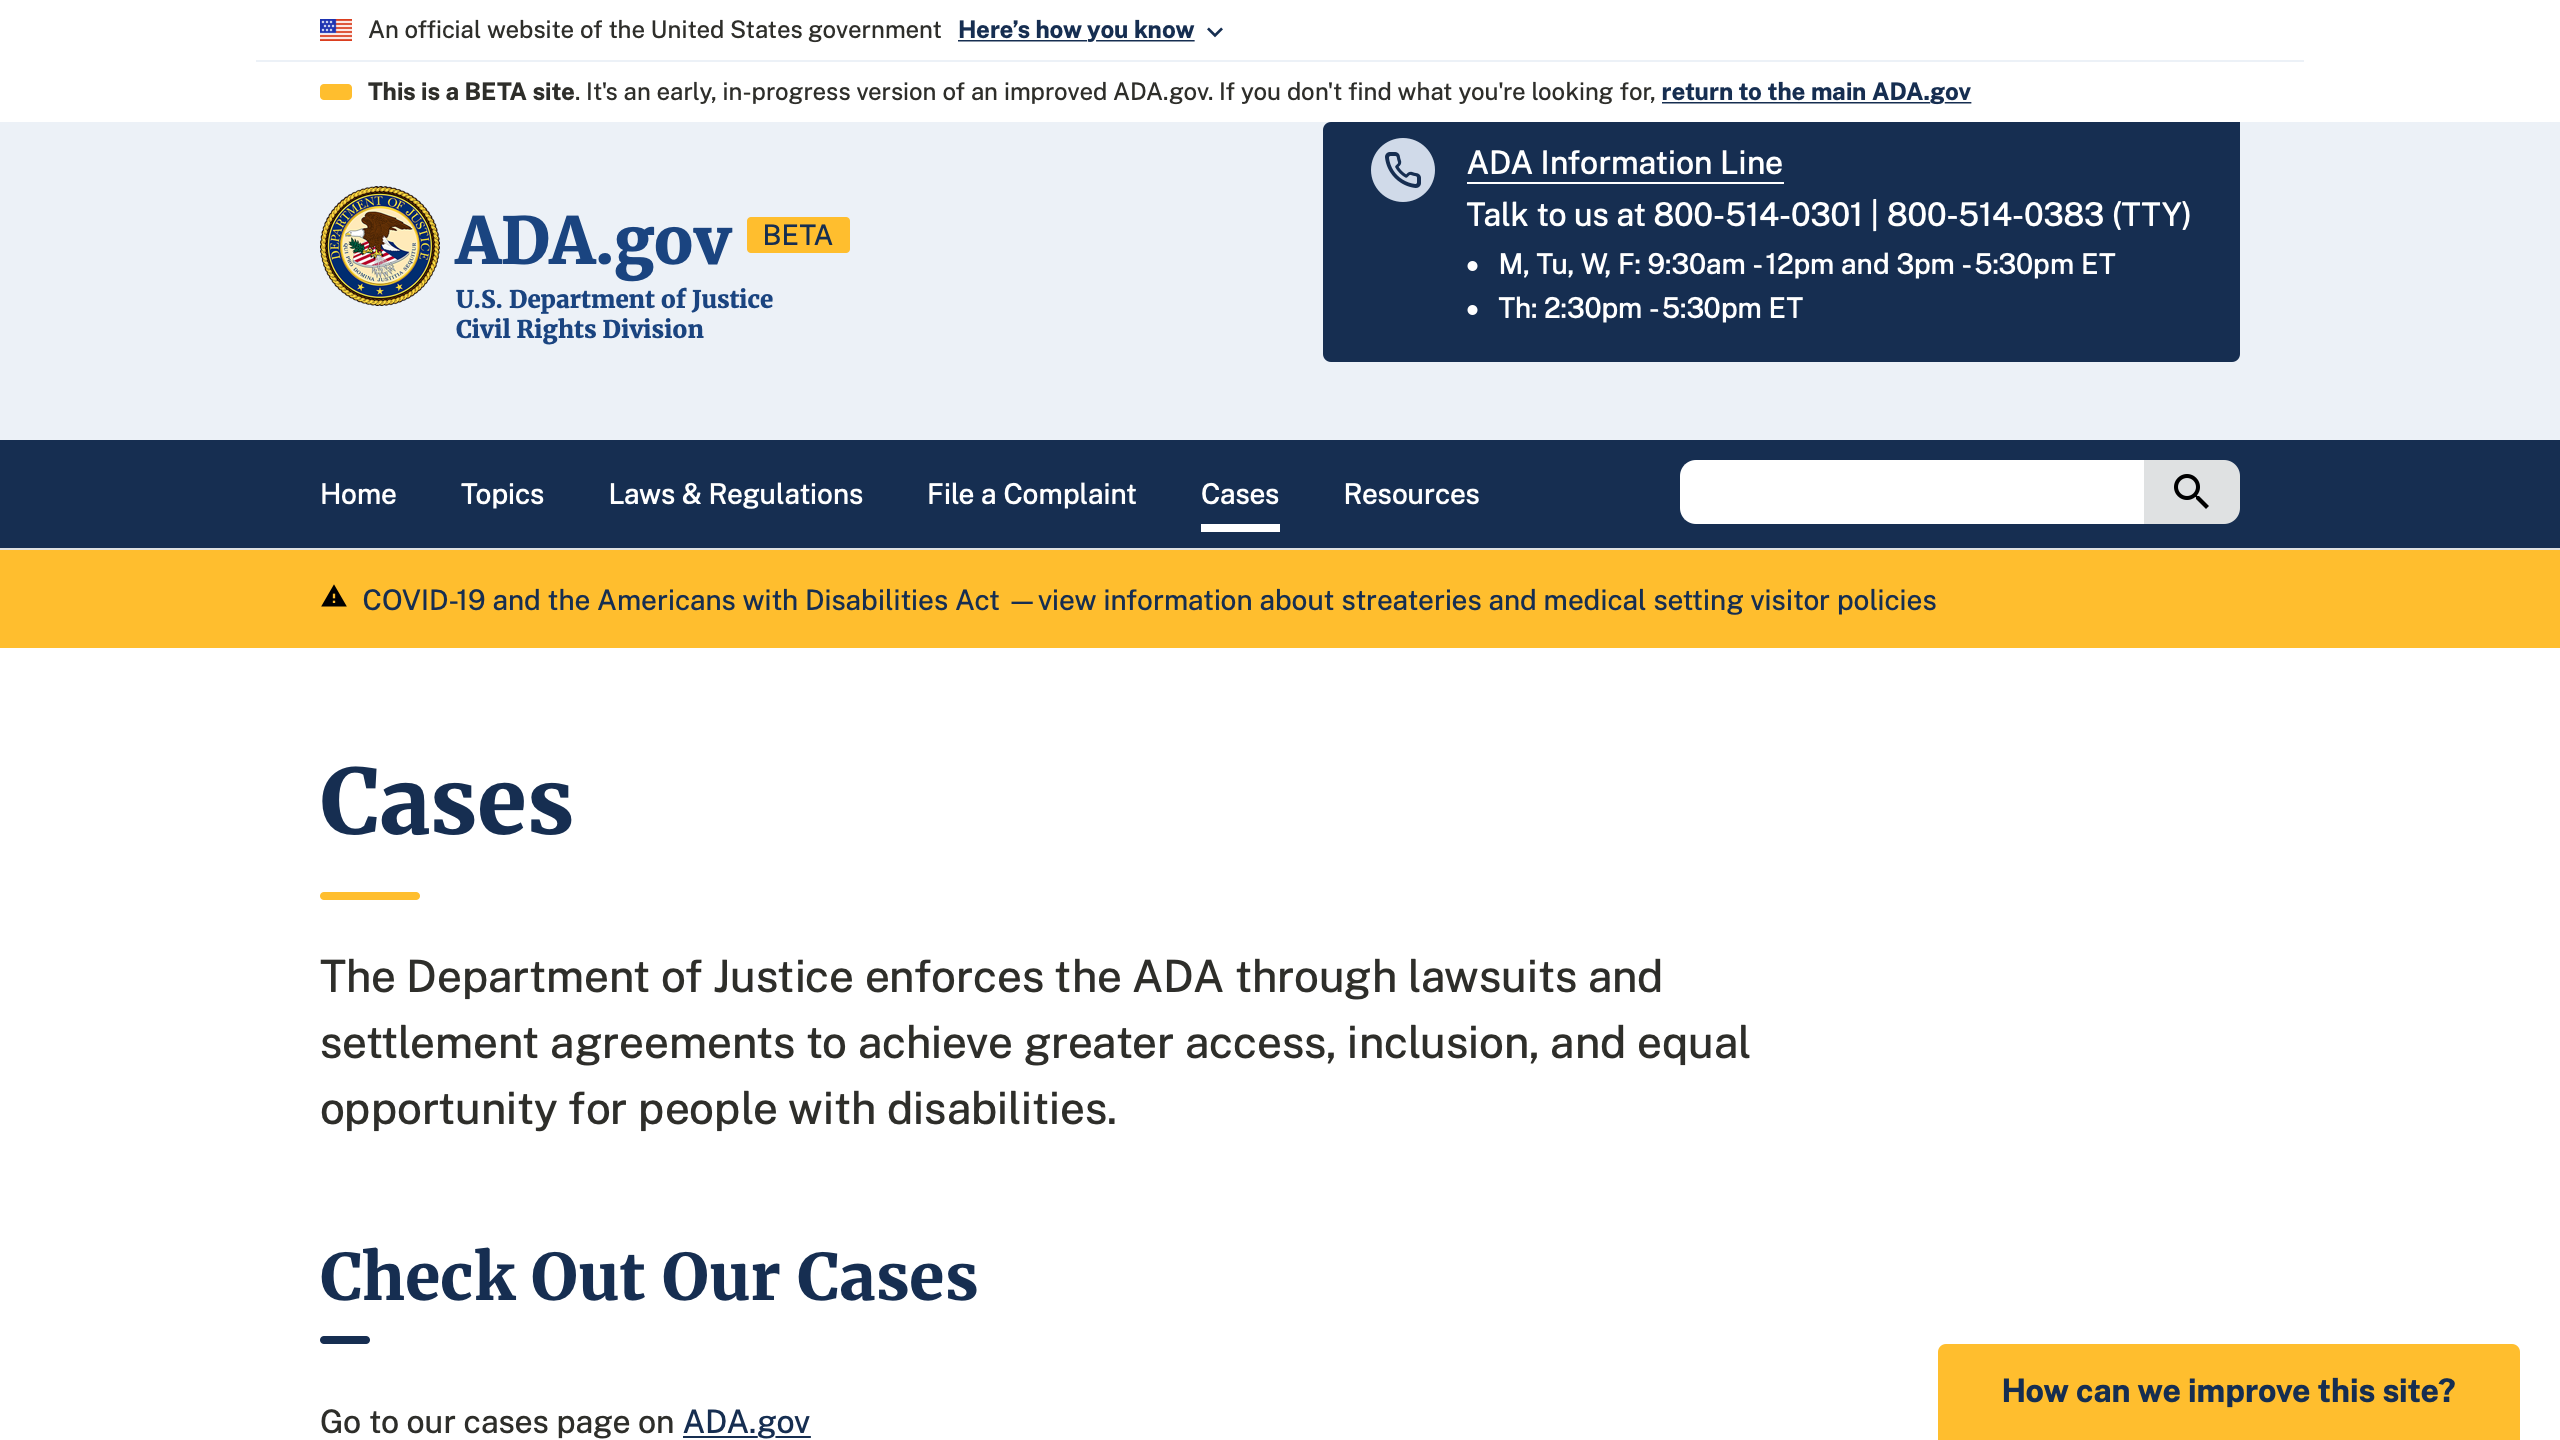 An official website of the United States government Here’s how you know
This is a BETA site. It's an early, in-progress version of an improved ADA.gov. If you don't find what you're looking for, return to the main ADA.gov
ADA Information Line
Talk to us at 800-514-0301 | 800-514-0383 (TTY)
• M, Tu, W, F: 9:30am - 12pm and 3pm - 5:30pm ET
• Th: 2:30pm - 5:30pm ET
ADA.gov BETA
U.S. Department of Justice
Civil Rights Division
Home Topics Laws & Regulations File a Complaint Cases Resources
COVID-19 and the Americans with Disabilities Act — view information about streateries and medical setting visitor policies
Cases
The Department of Justice enforces the ADA through lawsuits and
settlement agreements to achieve greater access, inclusion, and equal
opportunity for people with disabilities.
Check Out Our Cases
Go to our cases page on ADA.gov
How can we improve this site?